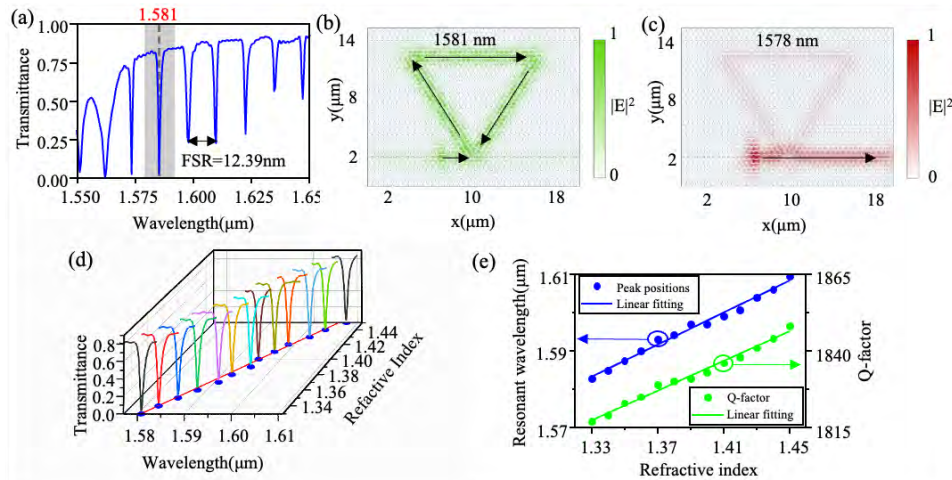 (a)
1.581
1.00
0.75
0.50
0.25
0.00
Transmittance
FSR=12.39nm
1.550
1.575
1.600
1.625
1.65
Wavelength(μm)
(b)
1581 nm
14
10
6
2
y(μm)
2
10
18
x(μm)
1
|E|²
0
(c)
1578 nm
14
10
6
2
y(μm)
2
10
18
x(μm)
1
|E|²
0
(d)
0.8
0.6
0.4
0.2
0.0
Transmittance
1.58
1.59
1.60
1.61
Wavelength(μm)
1.34
1.36
1.38
1.40
1.42
1.44
Refactive Index
(e)
1.61
1.59
1.57
Resonant wavelength(μm)
Peak positions
Linear fitting
Q-factor
Linear fitting
1865
1840
1815
Q-factor
1.33
1.37
1.41
1.45
Refractive index